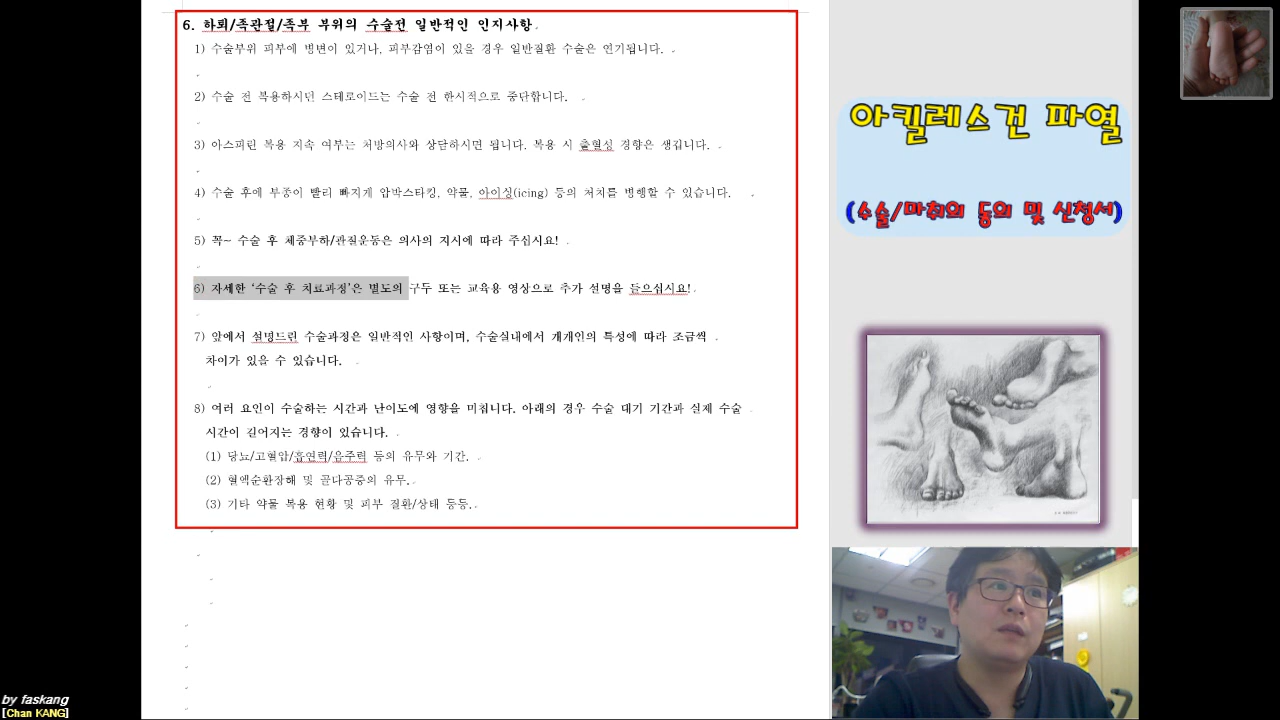 6. 하퇴/족관절/족부 부위의 수술전 일반적인 인지사항
1) 수술부위 피부에 병변이 있거나, 피부감염이 있을 경우 일반질환 수술은 연기됩니다.
2) 수술 전 복용하시던 스테로이드는 수술 전 한시적으로 중단합니다.
3) 아스피린 복용 지속 여부는 처방의사와 상담하시면 됩니다. 복용 시 출혈성 경향은 생깁니다.
4) 수술 후에 부종이 빨리 빠지게 압박스타킹, 약물, 아이싱(icing) 등의 처치를 병행할 수 있습니다.
5) 꼭~ 수술 후 체중부하/관절운동은 의사의 지시에 따라 주십시요!
6) 자세한 '수술 후 치료과정'은 별도의 구두 또는 교육용 영상으로 추가 설명을 들으십시요!
7) 앞에서 설명드린 수술과정은 일반적인 사항이며, 수술실내에서 개개인의 특성에 따라 조금씩
차이가 있을 수 있습니다.
8) 여러 요인이 수술하는 시간과 난이도에 영향을 미칩니다. 아래의 경우 수술 대기 기간과 실제 수술
시간이 길어지는 경향이 있습니다.
(1) 당뇨/고혈압/흡연력/음주력 등의 유무와 기간.
(2) 혈액순환장해 및 골다공증의 유무.
(3) 기타 약물 복용 현황 및 피부 질환/상태 등등.
아킬레스건 파열
(수술/마취의 동의 및 신청서)
by faskang
[Chan KANG]